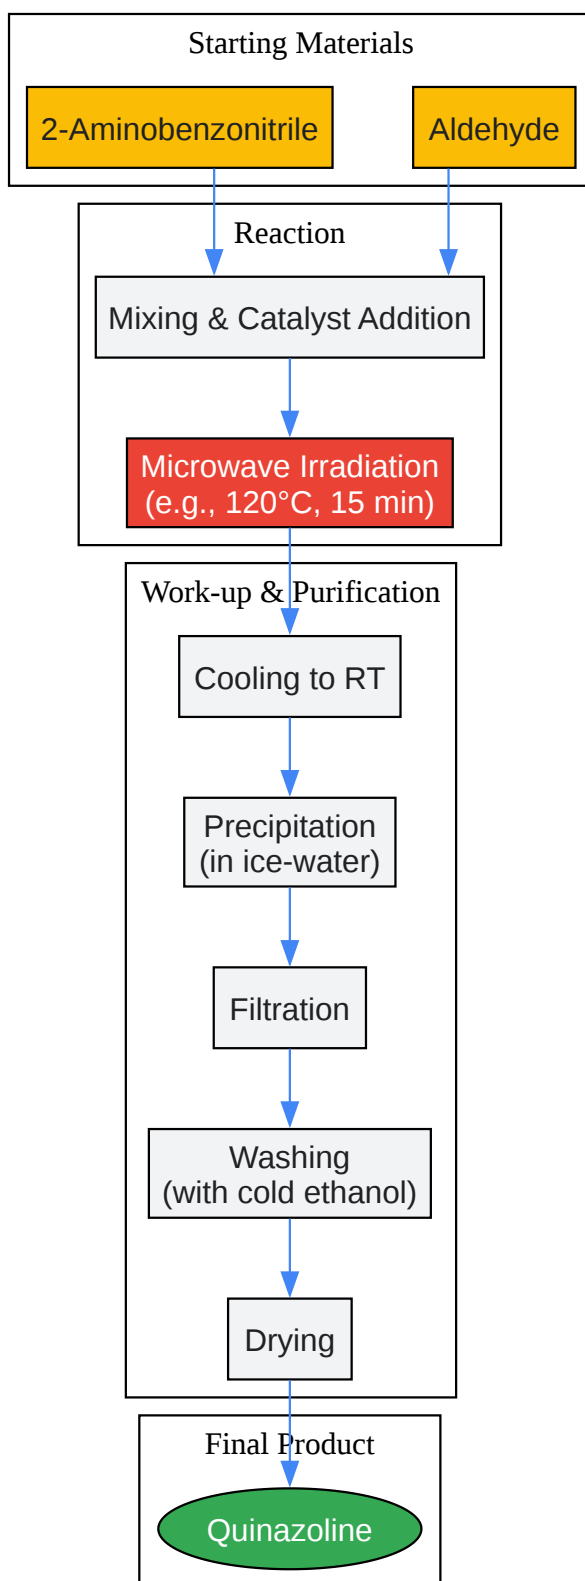 Starting Materials
2-Aminobenzonitrile
Aldehyde
Reaction
Mixing & Catalyst Addition
Microwave Irradiation
(e.g., 120°C, 15 min)
Work-up & Purification
Cooling to RT
Precipitation
(in ice-water)
Filtration
Washing
(with cold ethanol)
Drying
Final Product
Quinazoline